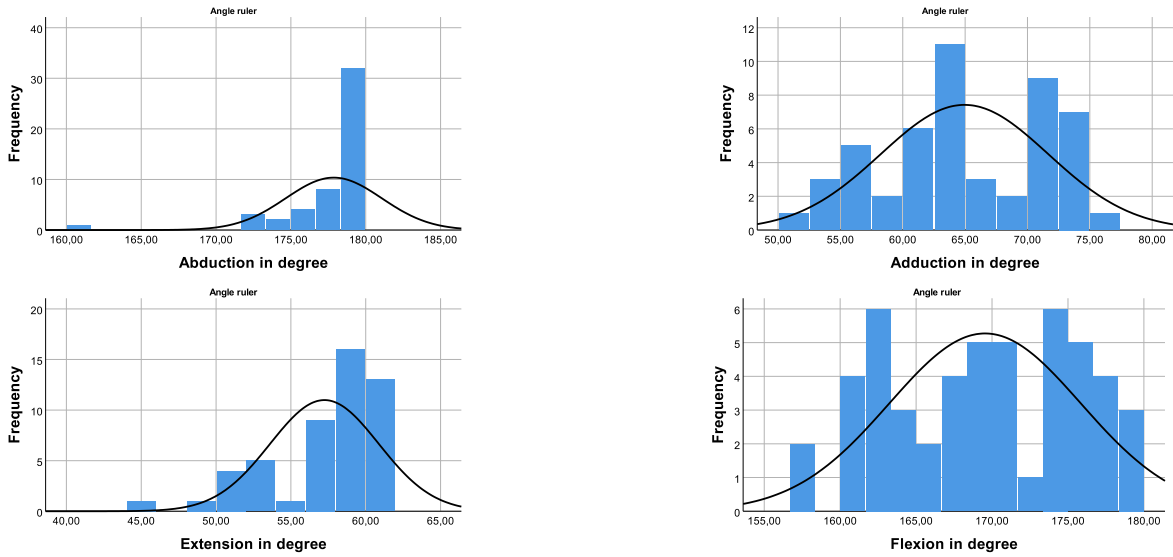 Angle ruler
40
30
20
10
0
Frequency
160,00 165,00 170,00 175,00 180,00 185,00
Abduction in degree
Angle ruler
12
10
8
6
4
2
0
Frequency
50,00 55,00 60,00 65,00 70,00 75,00 80,00
Adduction in degree
Angle ruler
20
15
10
5
0
Frequency
40,00 45,00 50,00 55,00 60,00 65,00
Extension in degree
Angle ruler
6
5
4
3
2
1
0
Frequency
155,00 160,00 165,00 170,00 175,00 180,00
Flexion in degree